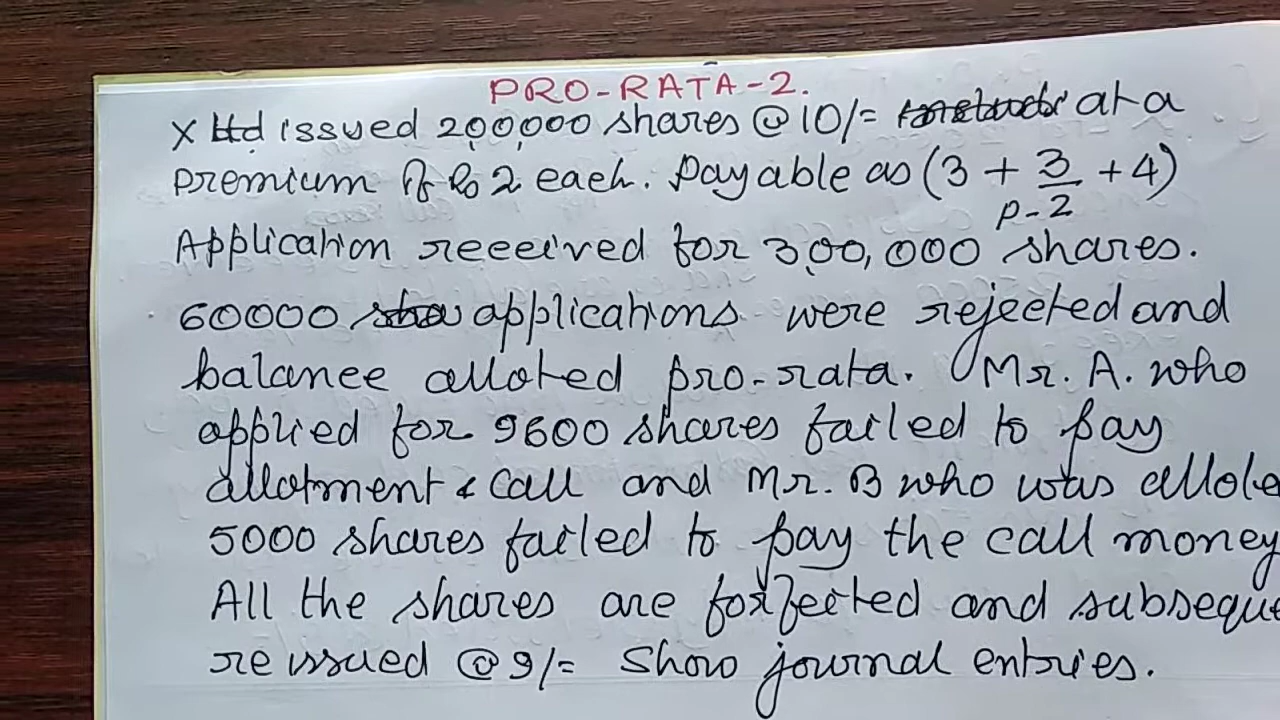 PRO-RATA-2.
X Ltd issued 200,000 shares @ 10/= at a
premium of Rs 2 each. Payable as (3 + 3 + 4)
P-2
Application received for 3,00,000 shares.
60000 applications were rejected and
balance alloted pro-rata. Mr. A. who
applied for 9600 shares failed to pay
allotment & call and Mr. B who was allote
5000 shares failed to pay the call money
All the shares are forfeited and subseque
reissued @ 9/= Show journal entries.